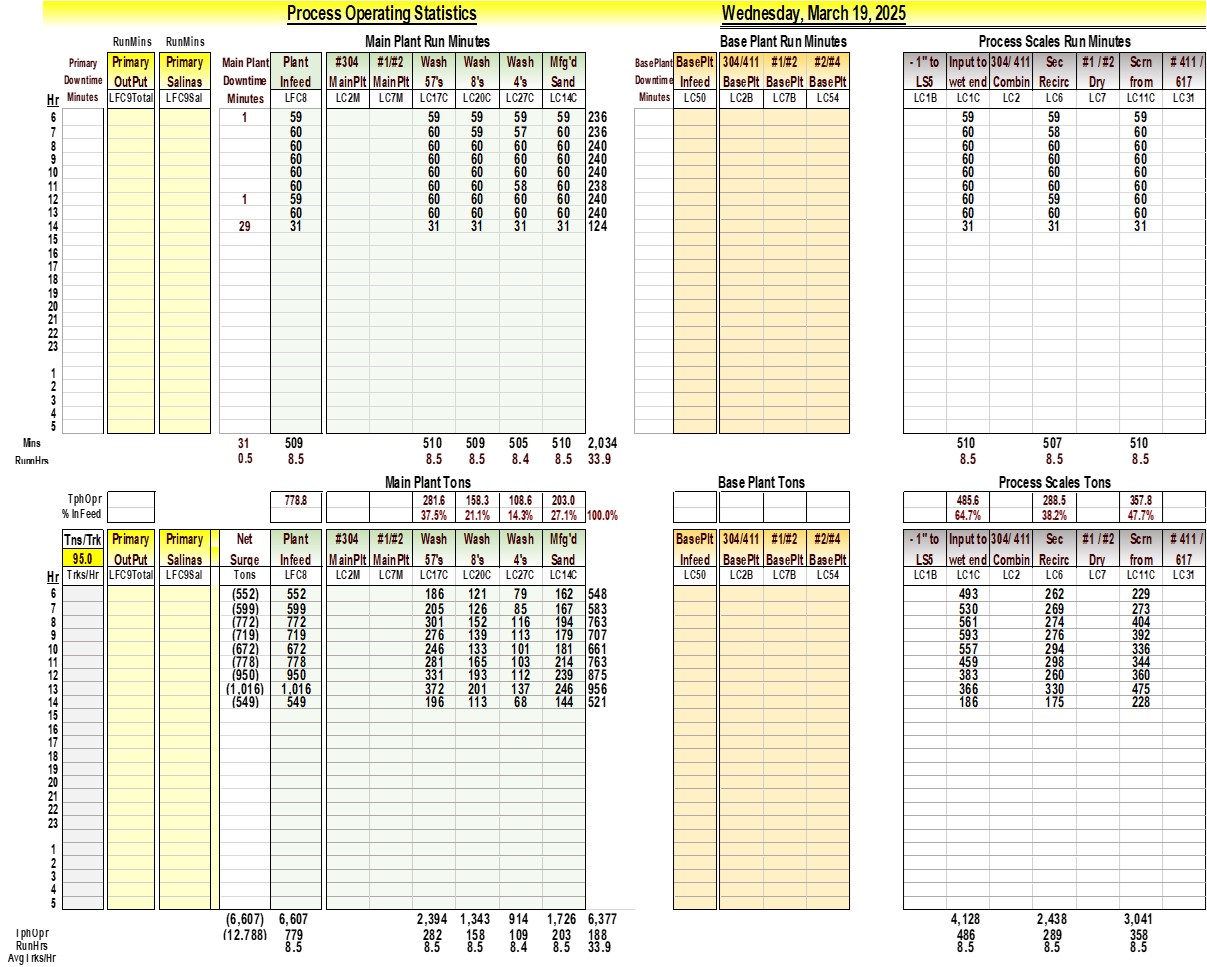 Process Operating Statistics Wednesday, March 19, 2025
RunMins RunMins Main Plant Run Minutes Base Plant Run Minutes Process Scales Run Minutes
Primary Primary Primary Main Plant Plant #304 #1/#2 Wash Wash Wash Mfg'd BasePlant BasePlt 304/411 #1/#2 #2/#4 - 1" to Input to 304/ 411 Sec #1 / #2 Scrn # 411 /
Downtime OutPut Salinas Downtime Infeed MainPlt MainPlt 57's 8's 4's Sand Downtime Infeed BasePlt BasePlt BasePlt LS5 wet end Combin Recirc Dry from 617
Hr Minutes LFC9Total LFC9Sal Minutes LFC8 LC2M LC7M LC17C LC20C LC27C LC14C Minutes LC50 LC2B LC7B LC54 LC1B LC1C LC2 LC6 LC7 LC11C LC31
6 1 59 59 59 59 59 236 59 59 59
7 60 60 59 57 60 236 60 58 60
8 60 60 60 60 60 240 60 60 60
9 60 60 60 60 60 240 60 60 60
10 60 60 60 60 60 240 60 60 60
11 60 60 60 58 60 238 60 60 60
12 1 59 60 60 60 60 240 60 59 60
13 60 60 60 60 60 240 60 60 60
14 29 31 31 31 31 31 124 31 31 31
15
16
17
18
19
20
21
22
23
1
2
3
4
5
Mins 31 509 510 509 505 510 2,034 510 507 510
RunnHrs 0.5 8.5 8.5 8.5 8.4 8.5 33.9 8.5 8.5 8.5
Main Plant Tons Base Plant Tons Process Scales Tons
TphOpr 778.8 281.6 158.3 108.6 203.0 485.6 288.5 357.8
% InFeed 37.5% 21.1% 14.3% 27.1% 100.0% 64.7% 38.2% 47.7%
Tns/Trk Primary Primary Net Plant #304 #1/#2 Wash Wash Wash Mfg'd BasePlt 304/411 #1/#2 #2/#4 - 1" to Input to 304/ 411 Sec #1 / #2 Scrn # 411 /
95.0 OutPut Salinas Surge Infeed MainPlt MainPlt 57's 8's 4's Sand Infeed BasePlt BasePlt BasePlt LS5 wet end Combin Recirc Dry from 617
Hr Trks/Hr LFC9Total LFC9Sal Tons LFC8 LC2M LC7M LC17C LC20C LC27C LC14C LC50 LC2B LC7B LC54 LC1B LC1C LC2 LC6 LC7 LC11C LC31
6 (552) 552 186 121 79 162 548 493 262 229
7 (599) 599 205 126 85 167 583 530 269 273
8 (772) 772 301 152 116 194 763 561 274 404
9 (719) 719 276 139 113 179 707 593 276 392
10 (672) 672 246 133 101 181 661 557 294 336
11 (778) 778 281 165 103 214 763 459 298 344
12 (950) 950 331 193 112 239 875 383 260 360
13 (1,016) 1,016 372 201 137 246 956 366 330 475
14 (549) 549 196 113 68 144 521 186 175 228
15
16
17
18
19
20
21
22
23
1
2
3
4
5
(6,607) 6,607 2,394 1,343 914 1,726 6,377 4,128 2,438 3,041
TphOpr (12,788) 779 282 158 109 203 188 486 289 358
RunHrs 8.5 8.5 8.5 8.4 8.5 33.9 8.5 8.5 8.5
Avg Trks/Hr